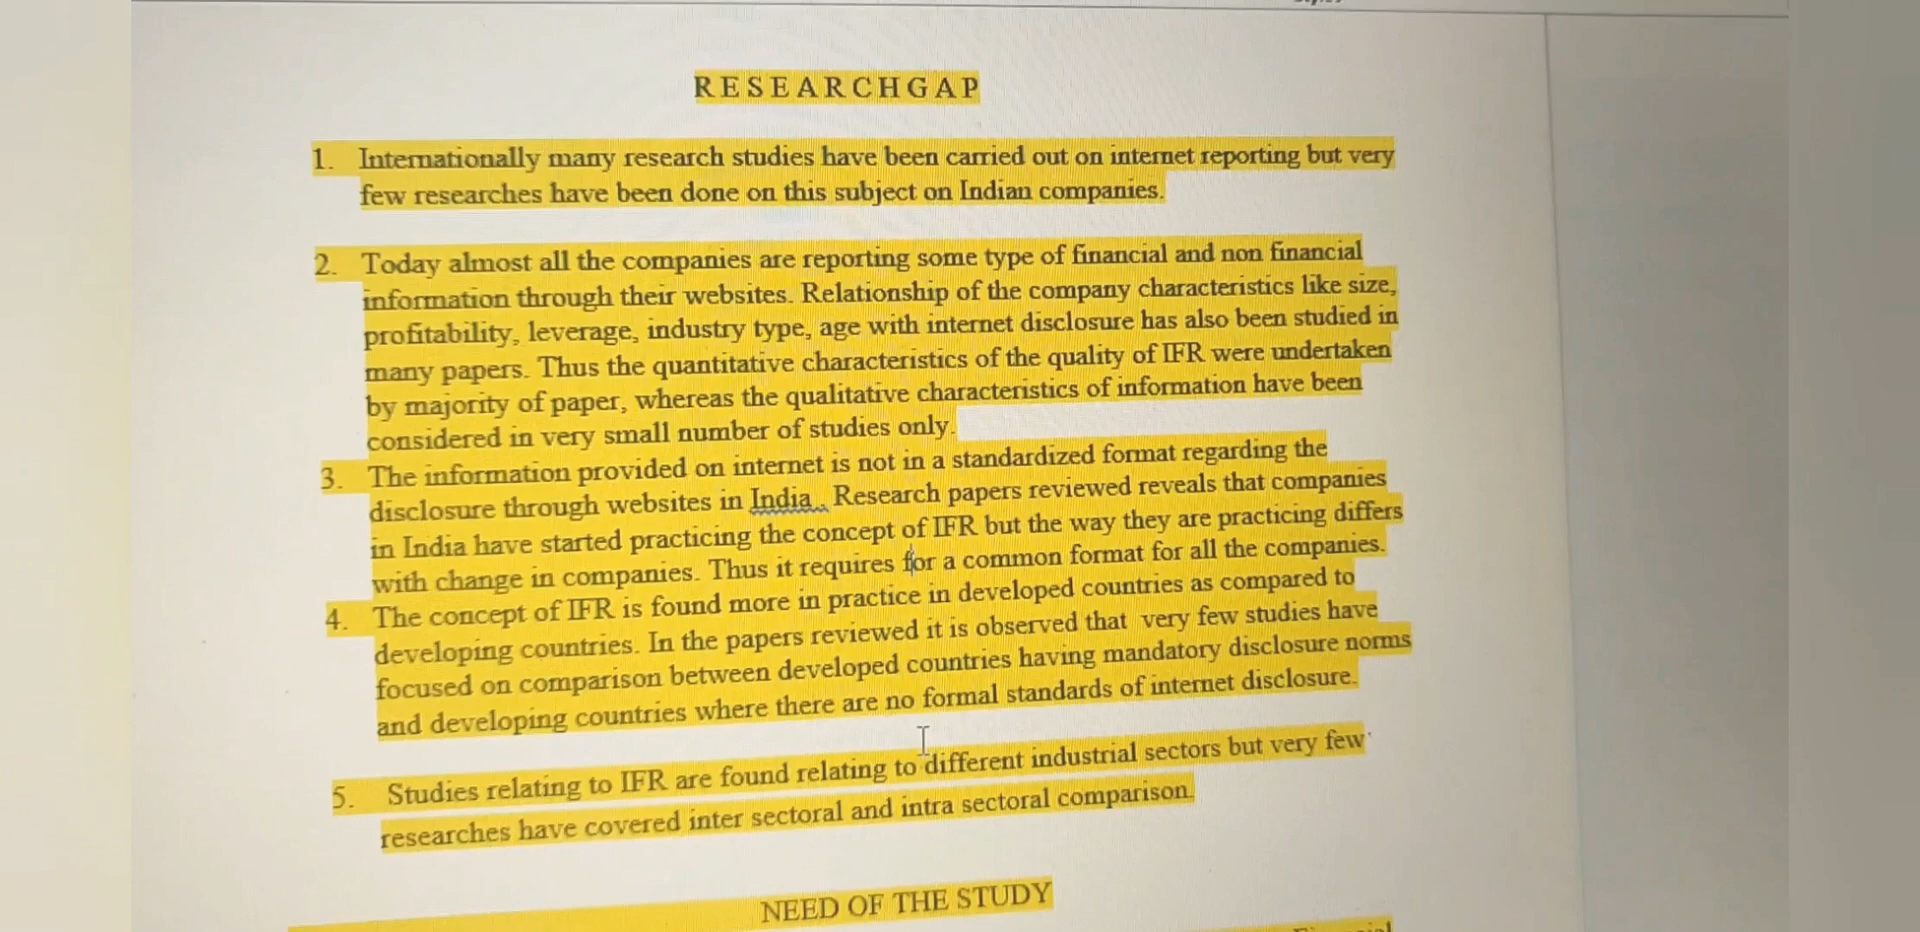 RESEARCHGAP
1. Internationally many research studies have been carried out on internet reporting but very
few researches have been done on this subject on Indian companies.
2. Today almost all the companies are reporting some type of financial and non financial
information through their websites. Relationship of the company characteristics like size,
profitability, leverage, industry type, age with internet disclosure has also been studied in
many papers. Thus the quantitative characteristics of the quality of IFR were undertaken
by majority of paper, whereas the qualitative characteristics of information have been
considered in very small number of studies only.
3. The information provided on internet is not in a standardized format regarding the
disclosure through websites in India.. Research papers reviewed reveals that companies
in India have started practicing the concept of IFR but the way they are practicing differs
with change in companies. Thus it requires for a common format for all the companies.
4. The concept of IFR is found more in practice in developed countries as compared to
developing countries. In the papers reviewed it is observed that very few studies have
focused on comparison between developed countries having mandatory disclosure norms
and developing countries where there are no formal standards of internet disclosure.
5. Studies relating to IFR are found relating to different industrial sectors but very few
researches have covered inter sectoral and intra sectoral comparison.
NEED OF THE STUDY